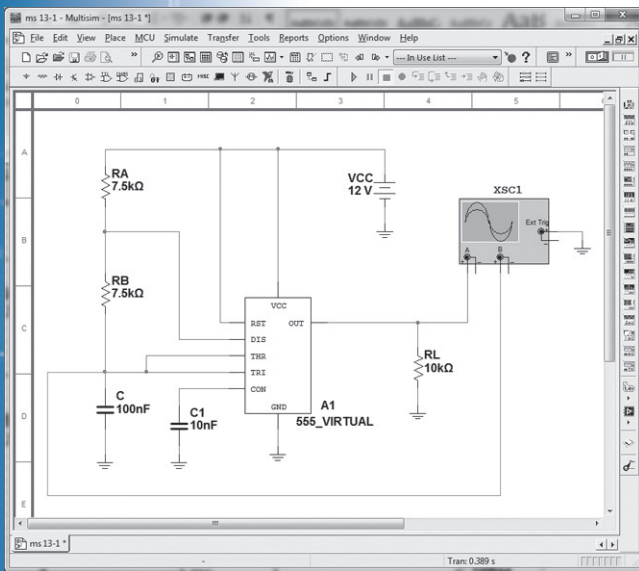 ms 13-1 - Multisim - [ms 13-1 *]
File Edit View Place MCU Simulate Transfer Tools Reports Options Window Help
--- In Use List ---
0 1 2 3 4 5
A
B
C
D
E
RA
7.5kΩ
RB
7.5kΩ
C
100nF
C1
10nF
VCC
12 V
VCC
RST OUT
DIS
THR
TRI
CON
GND
A1
555_VIRTUAL
RL
10kΩ
XSC1
Ext Trig
A B
ms 13-1 *
Tran: 0.389 s